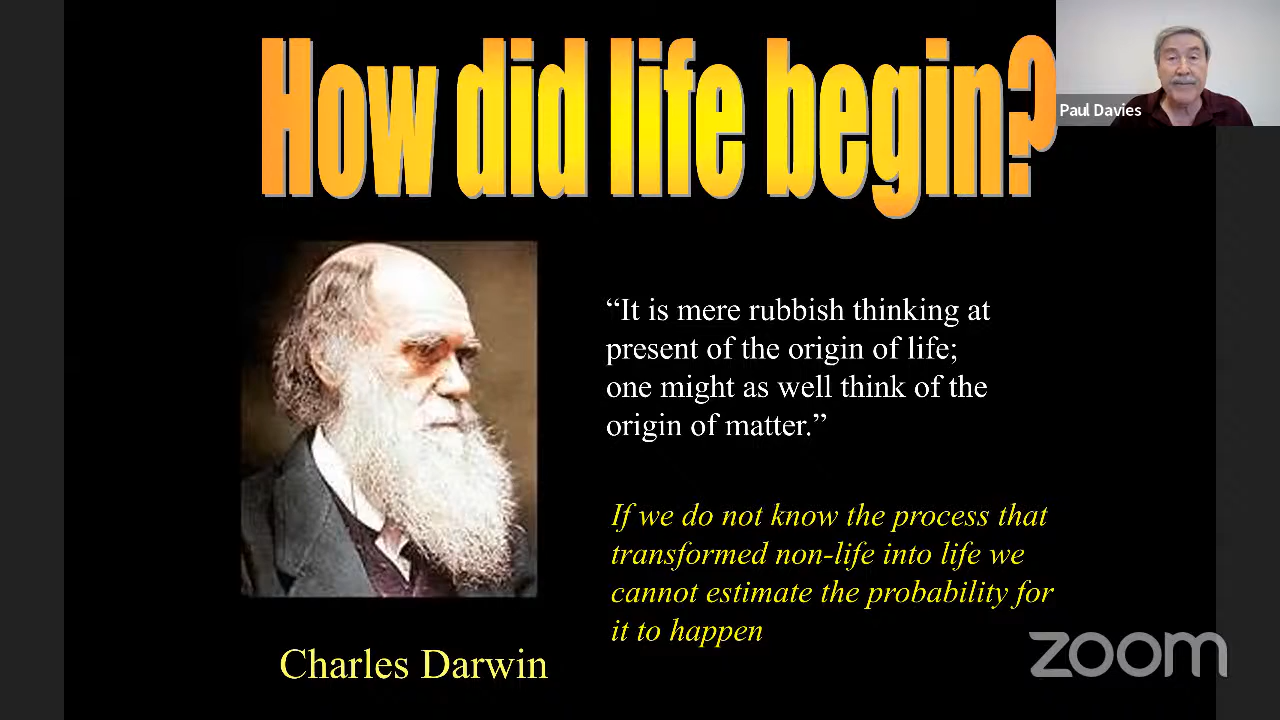 How did life begin?
Paul Davies
“It is mere rubbish thinking at
present of the origin of life;
one might as well think of the
origin of matter.”
If we do not know the process that
transformed non-life into life we
cannot estimate the probability for
it to happen
Charles Darwin
zoom